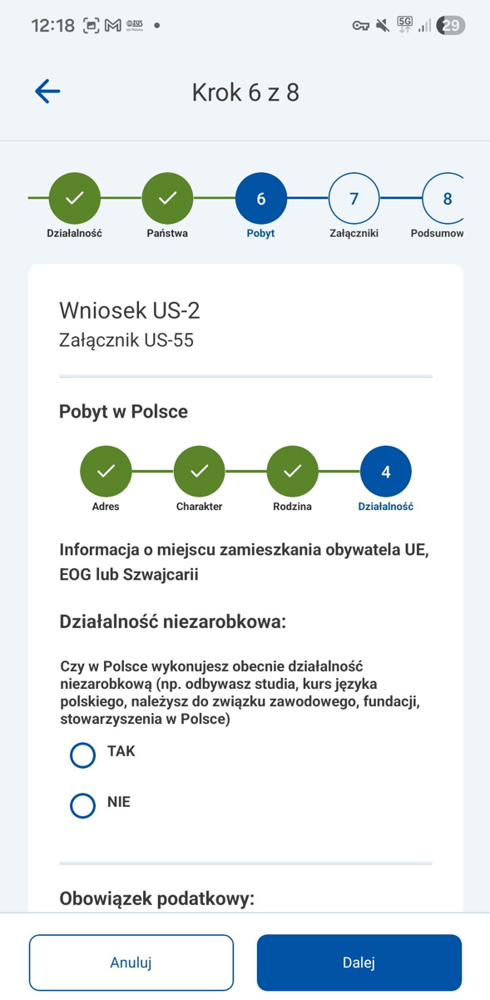 12:18
5G
29
Krok 6 z 8
6
7
8
Działalność
Państwa
Pobyt
Załączniki
Podsumow
Wniosek US-2
Załącznik US-55
Pobyt w Polsce
4
Adres
Charakter
Rodzina
Działalność
Informacja o miejscu zamieszkania obywatela UE,
EOG lub Szwajcarii
Działalność niezarobkowa:
Czy w Polsce wykonujesz obecnie działalność
niezarobkową (np. odbywasz studia, kurs języka
polskiego, należysz do związku zawodowego, fundacji,
stowarzyszenia w Polsce)
TAK
NIE
Obowiązek podatkowy:
Anuluj
Dalej